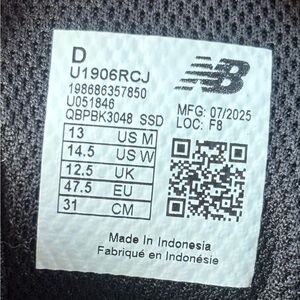 D
U1906RCJ
198686357850
U051846
QBPBK3048 SSD
13 US M
14.5 US W
12.5 UK
47.5 EU
31 CM
NB
MFG: 07/2025
LOC: F8
Made in Indonesia
Fabriqué en Indonésie